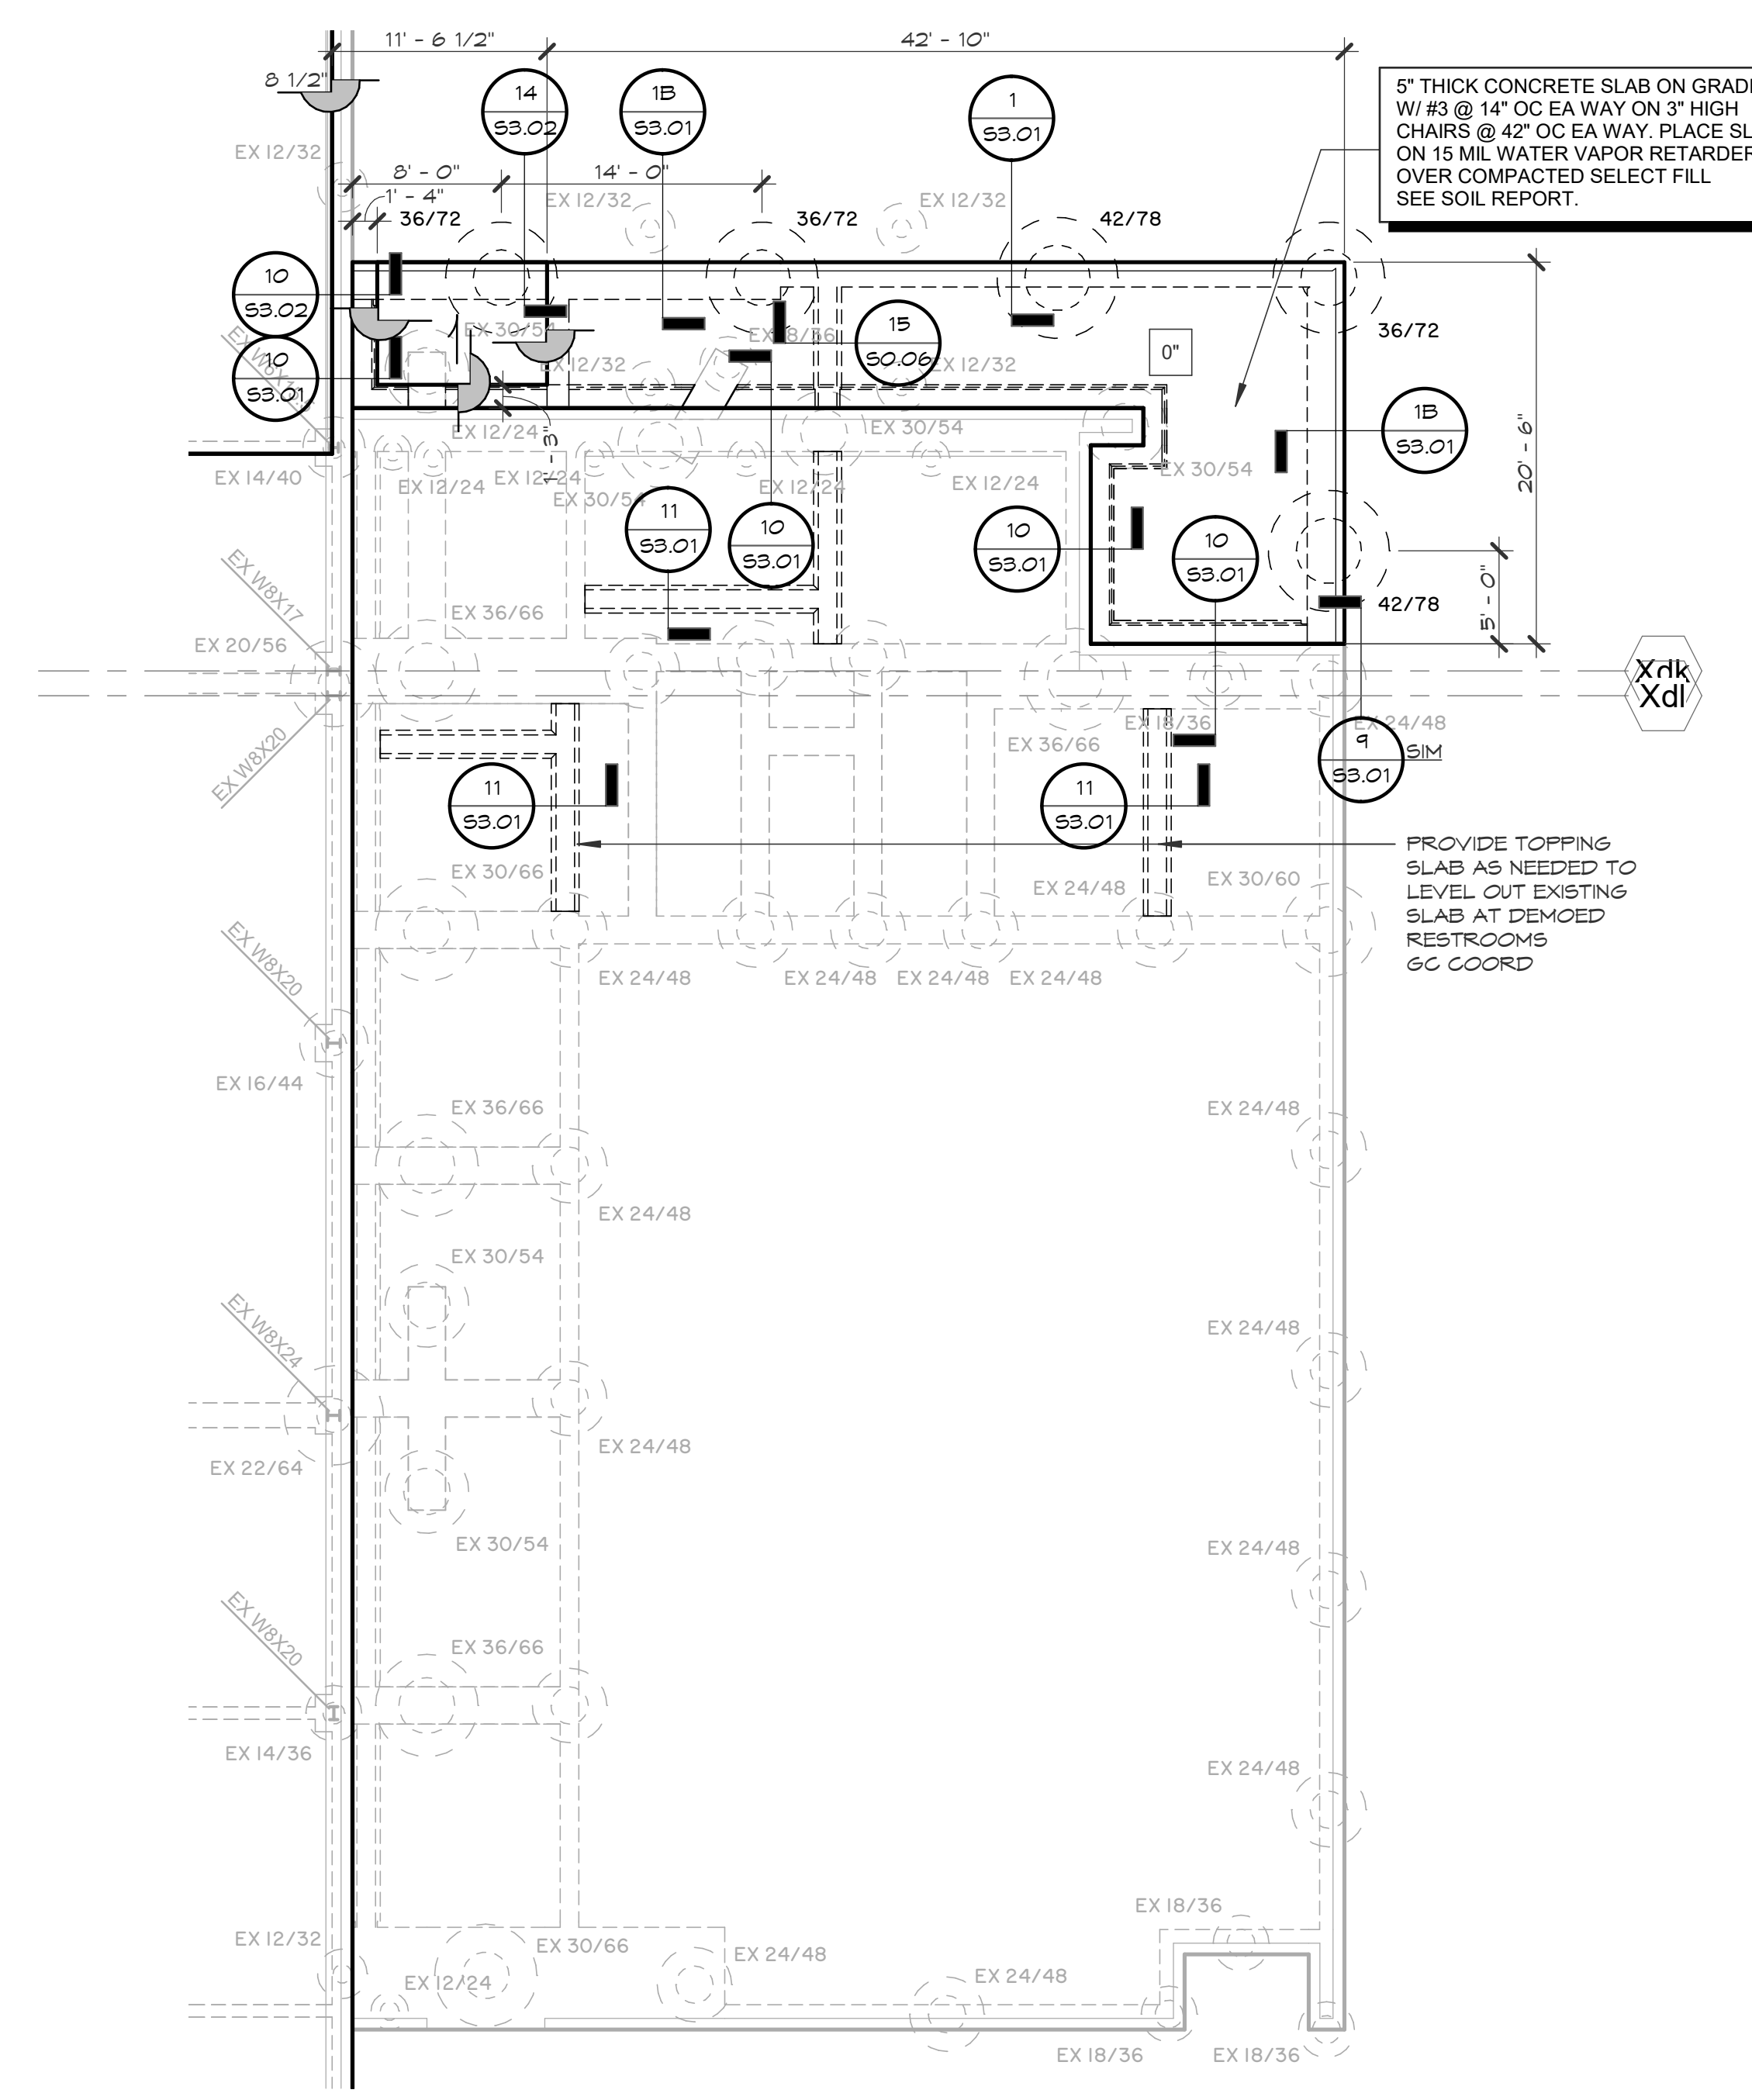 11' - 6 1/2"
42' - 10"
8 1/2"
14
S3.02
1B
S3.01
1
S3.01
5" THICK CONCRETE SLAB ON
W/ #3 @ 14" OC EA WAY ON 3" HIGH
CHAIRS @ 42" OC EA WAY. PLACE
ON 15 MIL WATER VAPOR RETARDER
OVER COMPACTED SELECT FILL
SEE SOIL REPORT.
EX 12/32
8' - 0"
14' - 0"
1' - 4"
EX 12/32
EX 12/32
36/72
36/72
42/78
10
S3.02
EX 30/54
EX 18/36
15
S0.06
0"
36/72
10
S3.01
EX 12/32
EX 12/32
20' - 6"
1B
S3.01
EX 12/24
1' - 3"
EX 30/54
EX 14/40
EX 12/24
EX 12/24
EX 30/54
EX 12/24
EX 12/24
EX 30/54
11
S3.01
10
S3.01
10
S3.01
10
S3.01
EX W8X17
5' - 0"
42/78
EX 36/66
EX 20/56
Xdk
Xdl
EX W8X20
EX 18/36
EX 24/48
EX 36/66
9
S3.01
SIM
11
S3.01
11
S3.01
PROVIDE TOPPING
SLAB AS NEEDED TO
LEVEL OUT EXISTING
SLAB AT DEMOED
RESTROOMS
GC COORD
EX 30/66
EX 24/48
EX 30/60
EX W8X20
EX 24/48
EX 24/48
EX 24/48
EX 24/48
EX 16/44
EX 36/66
EX 24/48
EX 24/48
EX 30/54
EX W8X24
EX 24/48
EX 24/48
EX 22/64
EX 30/54
EX 24/48
EX W8X20
EX 36/66
EX 14/36
EX 24/48
EX 18/36
EX 12/32
EX 30/66
EX 24/48
EX 12/24
EX 24/48
EX 18/36
EX 18/36